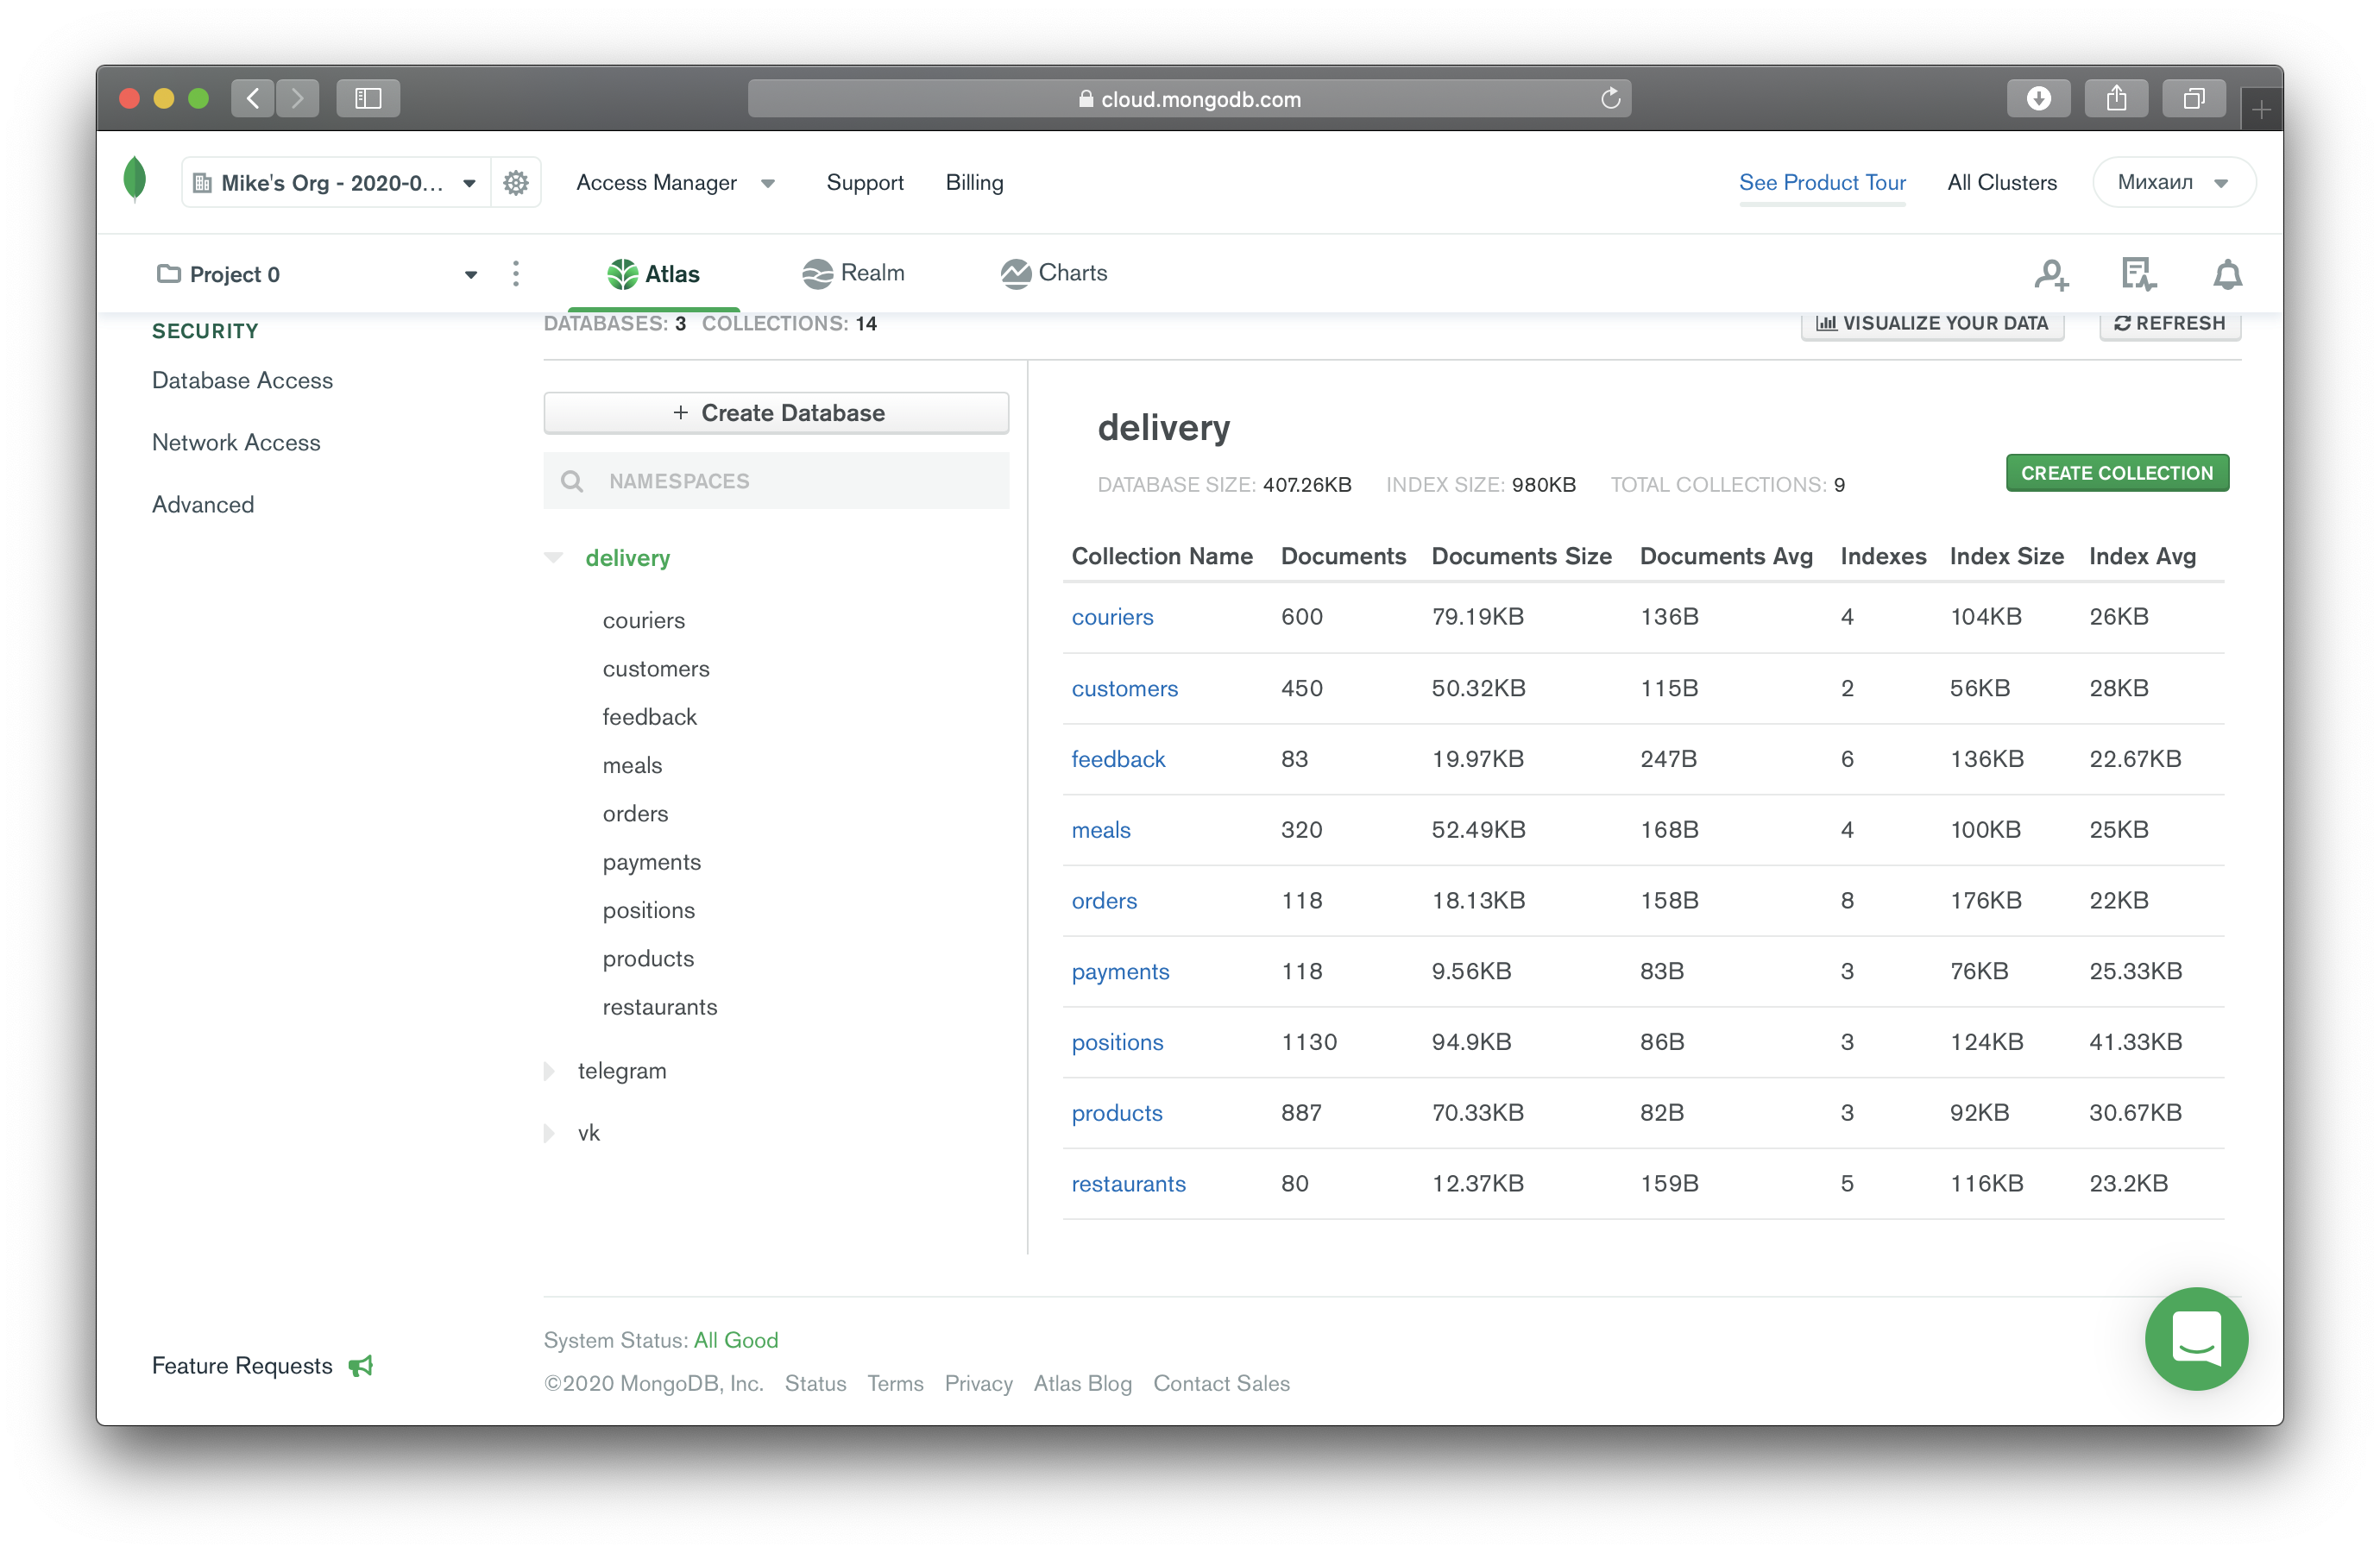 cloud.mongodb.com
Mike's Org - 2020-0... Access Manager Support Billing See Product Tour All Clusters Михаил
Project 0 Atlas Realm Charts
SECURITY
Database Access
Network Access
Advanced
Feature Requests
DATABASES: 3 COLLECTIONS: 14 VISUALIZE YOUR DATA REFRESH
+ Create Database
NAMESPACES
delivery
couriers
customers
feedback
meals
orders
payments
positions
products
restaurants
telegram
vk
delivery
DATABASE SIZE: 407.26KB INDEX SIZE: 980KB TOTAL COLLECTIONS: 9 CREATE COLLECTION
Collection Name Documents Documents Size Documents Avg Indexes Index Size Index Avg
couriers 600 79.19KB 136B 4 104KB 26KB
customers 450 50.32KB 115B 2 56KB 28KB
feedback 83 19.97KB 247B 6 136KB 22.67KB
meals 320 52.49KB 168B 4 100KB 25KB
orders 118 18.13KB 158B 8 176KB 22KB
payments 118 9.56KB 83B 3 76KB 25.33KB
positions 1130 94.9KB 86B 3 124KB 41.33KB
products 887 70.33KB 82B 3 92KB 30.67KB
restaurants 80 12.37KB 159B 5 116KB 23.2KB
System Status: All Good
©2020 MongoDB, Inc. Status Terms Privacy Atlas Blog Contact Sales